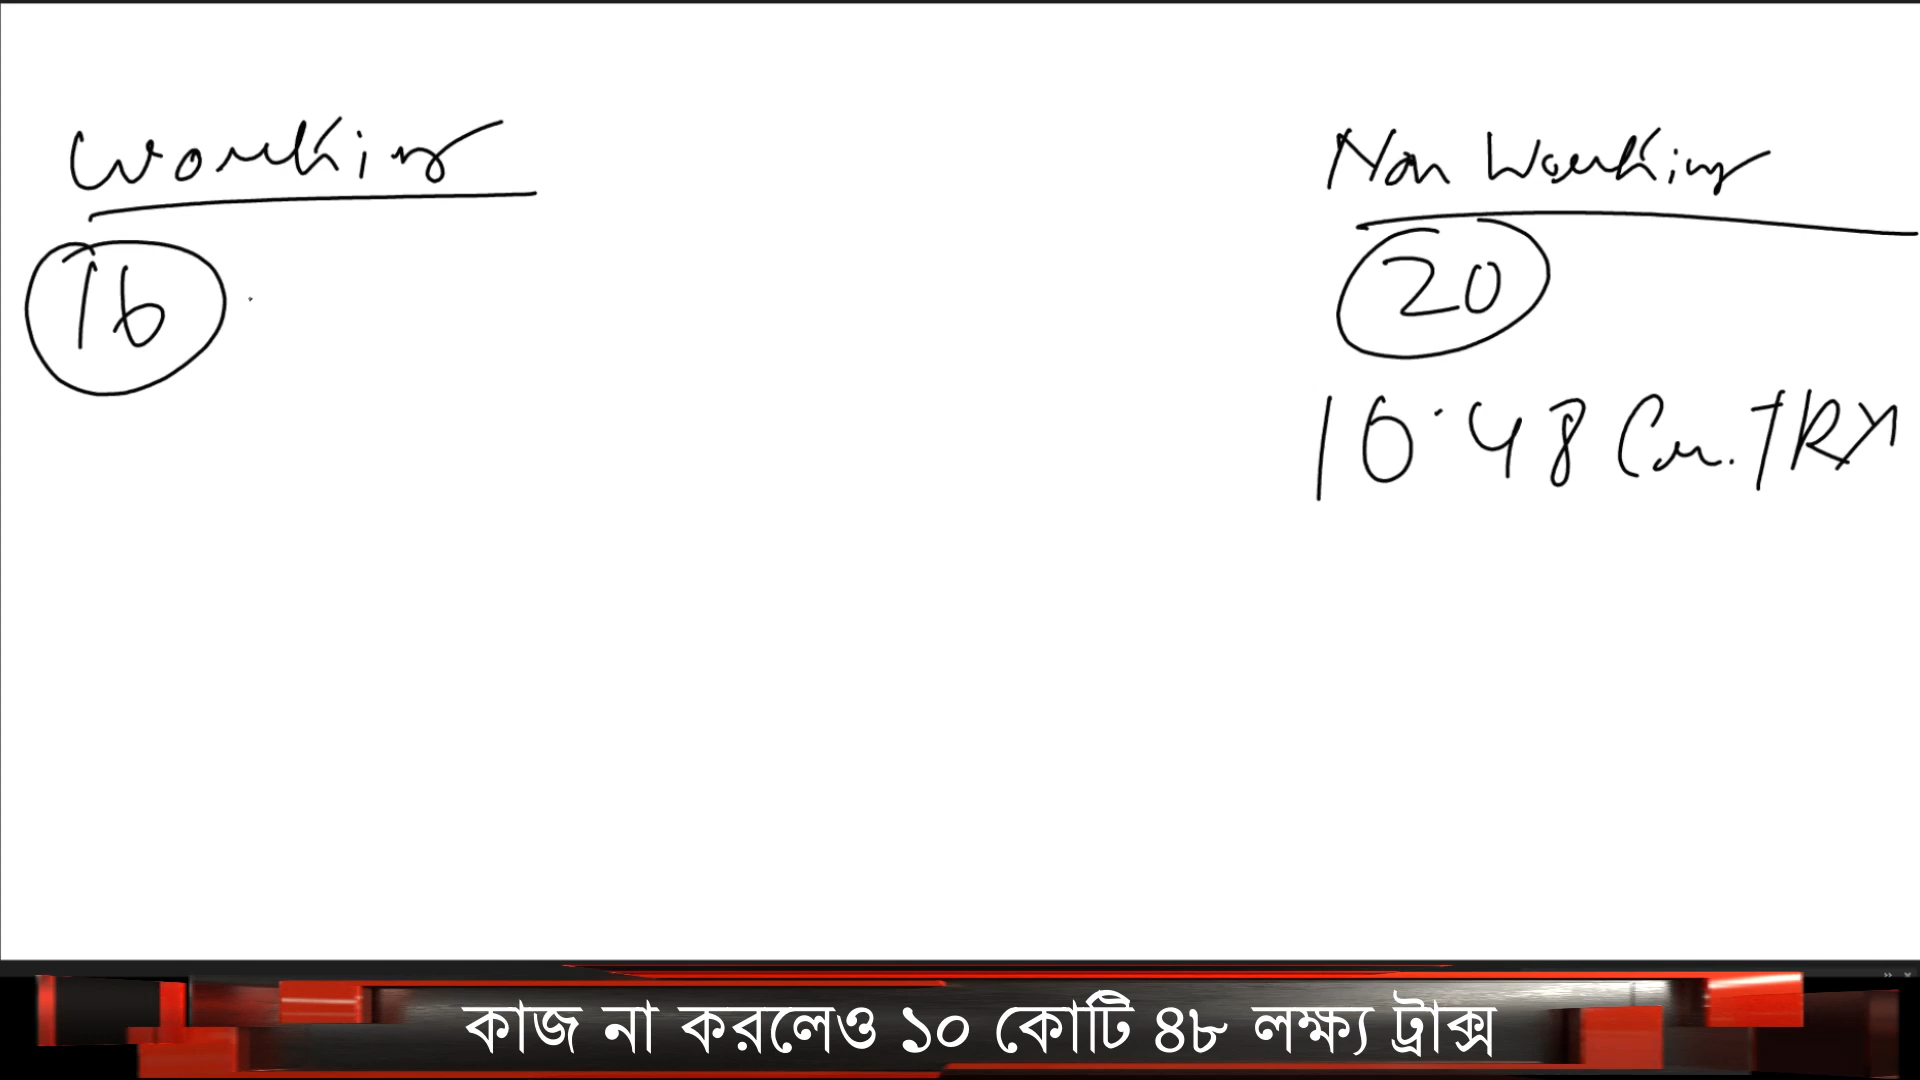 Working
Non Working
16
20
10.48 Cr. TRX
কাজ না করলেও ১০ কোটি ৪৮ লক্ষ্য ট্রাক্স